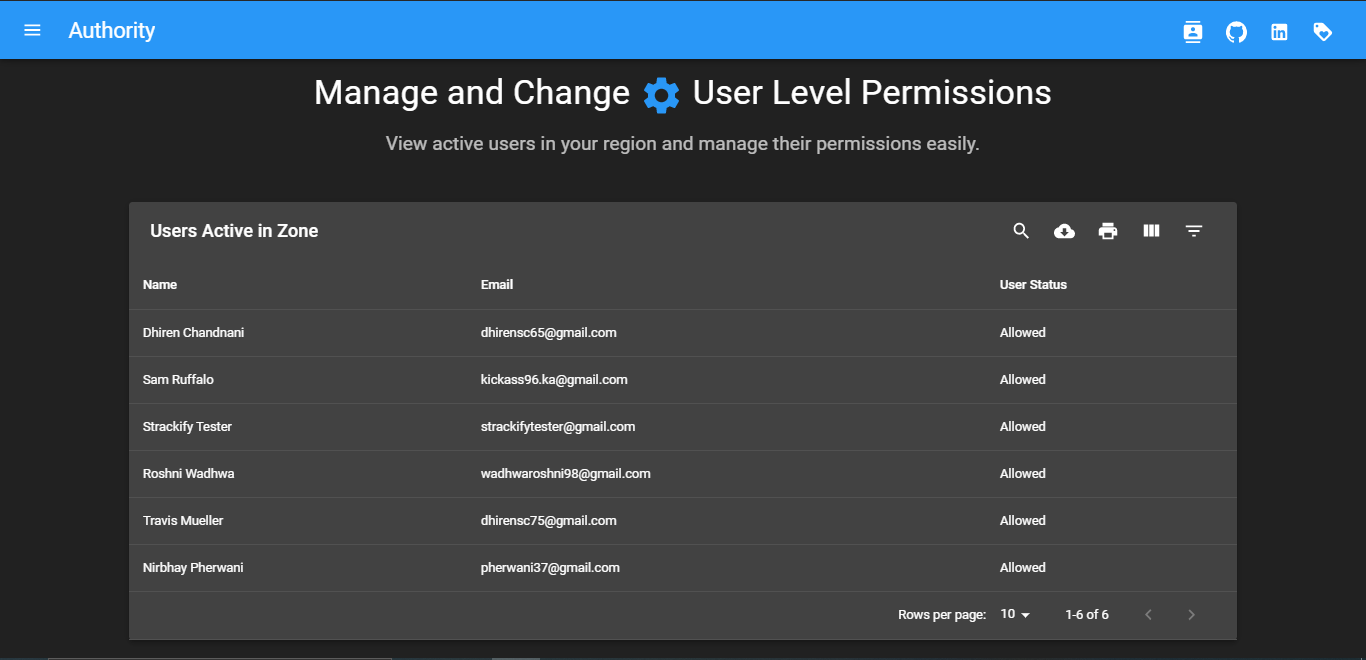 Authority
Manage and Change User Level Permissions
View active users in your region and manage their permissions easily.
Users Active in Zone
Name Email User Status
Dhiren Chandnani dhirensc65@gmail.com Allowed
Sam Ruffalo kickass96.ka@gmail.com Allowed
Strackify Tester strackifytester@gmail.com Allowed
Roshni Wadhwa wadhwaroshni98@gmail.com Allowed
Travis Mueller dhirensc75@gmail.com Allowed
Nirbhay Pherwani pherwani37@gmail.com Allowed
Rows per page: 10 1-6 of 6